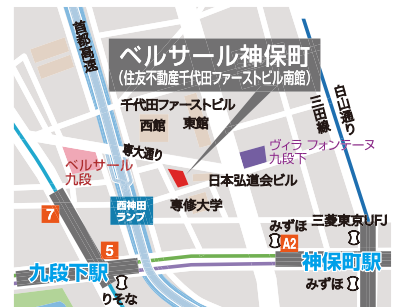 首都高速
ベルサール神保町
（住友不動産千代田ファーストビル南館）
千代田ファーストビル
西館
東館
白山通り
三田線
専大通り
ヴィラ フォンテーヌ
九段下
ベルサール
九段
日本弘道会ビル
西神田
ランプ
専修大学
7
5
みずほ
三菱東京UFJ
A2
九段下駅
神保町駅
りそな
みずほ